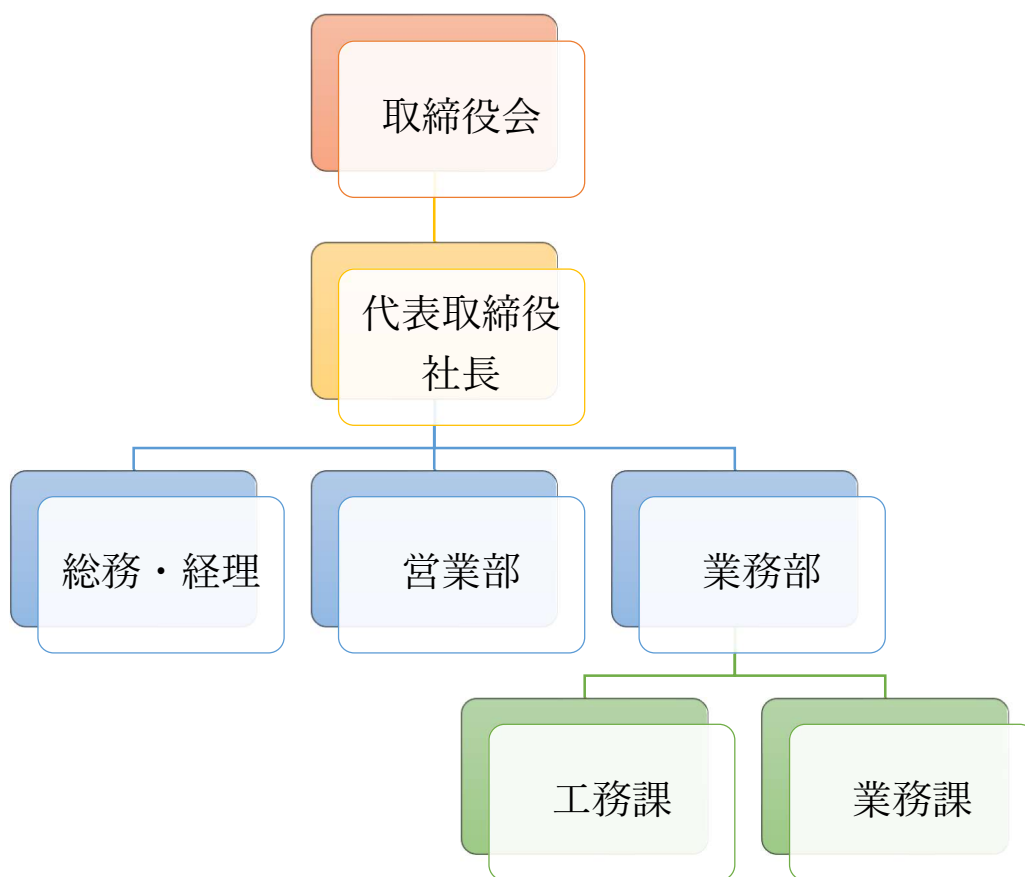 取締役会
代表取締役
社長
総務・経理
営業部
業務部
工務課
業務課